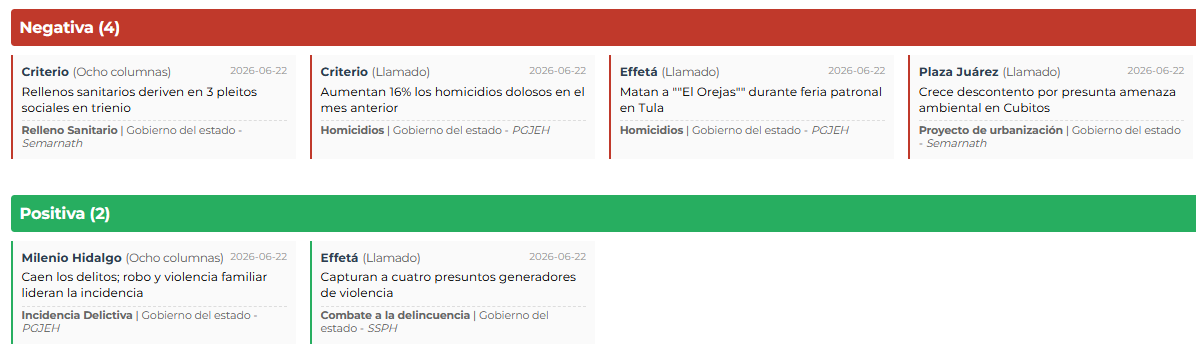 Negativa (4)
Criterio (Ocho columnas) 2026-06-22
Rellenos sanitarios deriven en 3 pleitos
sociales en trienio
Relleno Sanitario | Gobierno del estado -
Semarnath
Criterio (Llamado) 2026-06-22
Aumentan 16% los homicidios dolosos en el
mes anterior
Homicidios | Gobierno del estado - PGJEH
Effetá (Llamado) 2026-06-22
Matan a ""El Orejas"" durante feria patronal
en Tula
Homicidios | Gobierno del estado - PGJEH
Plaza Juárez (Llamado) 2026-06-22
Crece descontento por presunta amenaza
ambiental en Cubitos
Proyecto de urbanización | Gobierno del estado
- Semarnath
Positiva (2)
Milenio Hidalgo (Ocho columnas) 2026-06-22
Caen los delitos; robo y violencia familiar
lideran la incidencia
Incidencia Delictiva | Gobierno del estado -
PGJEH
Effetá (Llamado) 2026-06-22
Capturan a cuatro presuntos generadores
de violencia
Combate a la delincuencia | Gobierno del
estado - SSPH